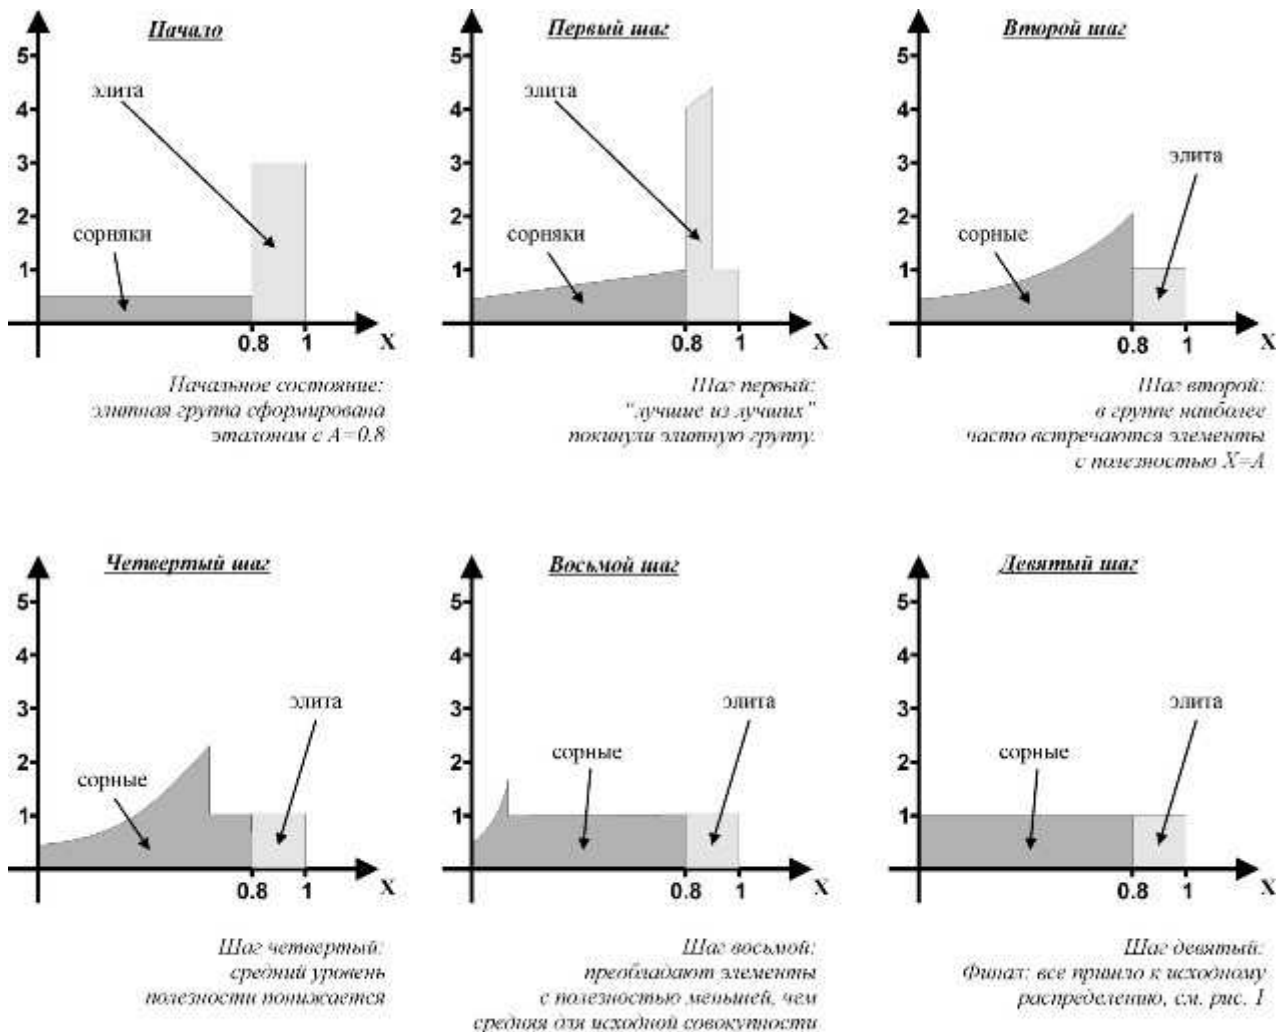 Начало
5
4
3
2
1
элита
сорняки
0.8
1
X
Начальное состояние:
элитная группа сформирована
эталоном с А=0.8
Первый шаг
5
4
3
2
1
элита
сорняки
0.8
1
X
Шаг первый:
“лучшие из лучших”
покинули элитную группу.
Второй шаг
5
4
3
2
1
элита
сорные
0.8
1
X
Шаг второй:
в группе наиболее
часто встречаются элементы
с полезностью X=A
Четвертый шаг
5
4
3
2
1
элита
сорные
0.8
1
X
Шаг четвертый:
средний уровень
полезности понижается
Восьмой шаг
5
4
3
2
1
элита
сорные
0.8
1
X
Шаг восьмой:
преобладают элементы
с полезностью меньшей, чем
средняя для исходной совокупности
Девятый шаг
5
4
3
2
1
элита
сорные
0.8
1
X
Шаг девятый:
Финал: все пришло к исходному
распределению, см. рис. 1